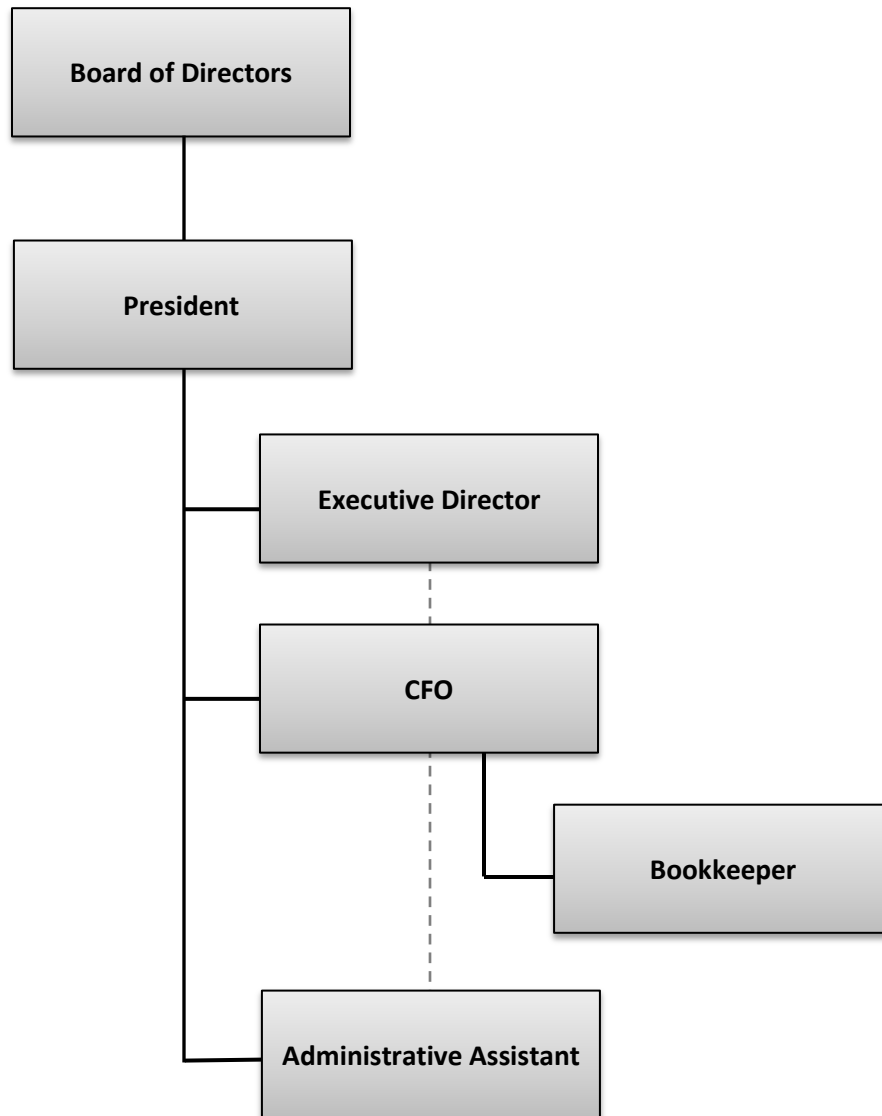 Board of Directors
President
Executive Director
CFO
Bookkeeper
Administrative Assistant